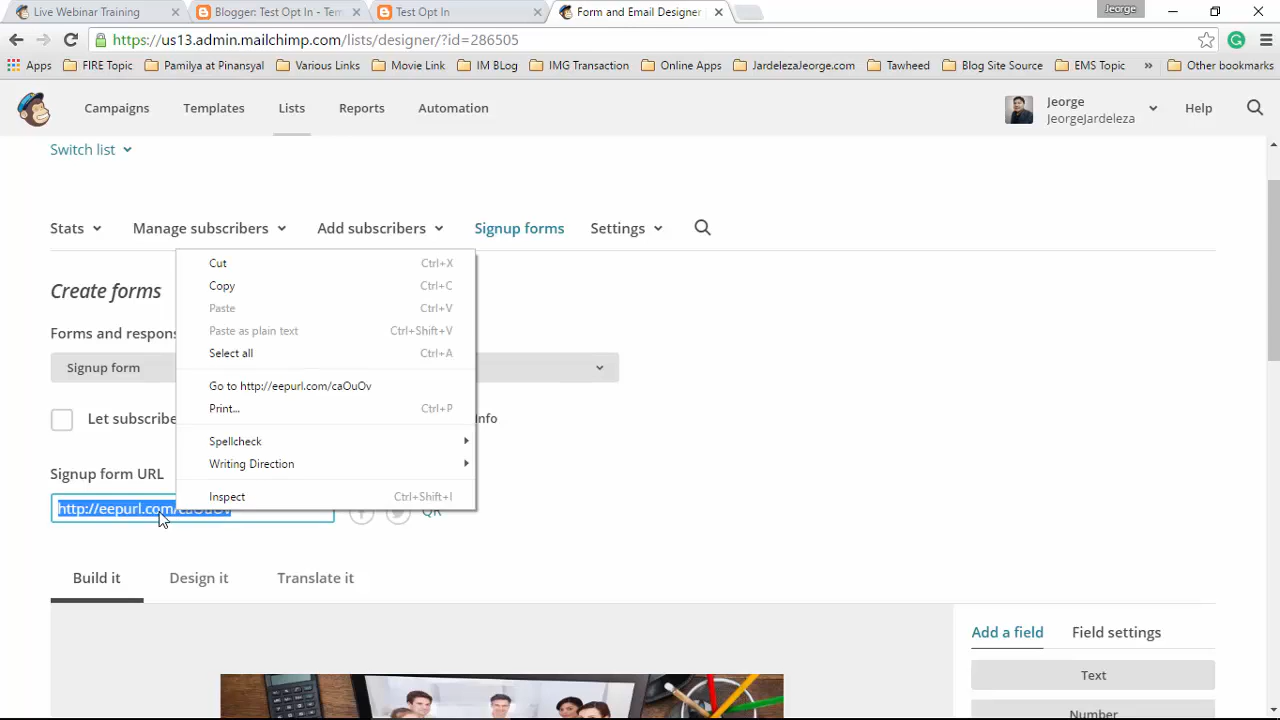 Live Webinar Training
Blogger: Test Opt In - Tem
Test Opt In
Form and Email Designer
Jeorge
https://us13.admin.mailchimp.com/lists/designer/?id=286505
Apps
FIRE Topic
Pamilya at Pinansyal
Various Links
Movie Link
IM BLog
IMG Transaction
Online Apps
JardelezaJeorge.com
Tawheed
Blog Site Source
EMS Topic
»
Other bookmarks
Campaigns
Templates
Lists
Reports
Automation
Jeorge
JeorgeJardeleza
Help
Switch list
Stats
Manage subscribers
Add subscribers
Signup forms
Settings
Create forms
Forms and respon
Signup form
Let subscribe
Info
Signup form URL
http://eepurl.com/caOuOv
QR
Cut Ctrl+X
Copy Ctrl+C
Paste Ctrl+V
Paste as plain text Ctrl+Shift+V
Select all Ctrl+A
Go to http://eepurl.com/caOuOv
Print... Ctrl+P
Spellcheck
Writing Direction
Inspect Ctrl+Shift+I
Build it
Design it
Translate it
Add a field
Field settings
Text
Number